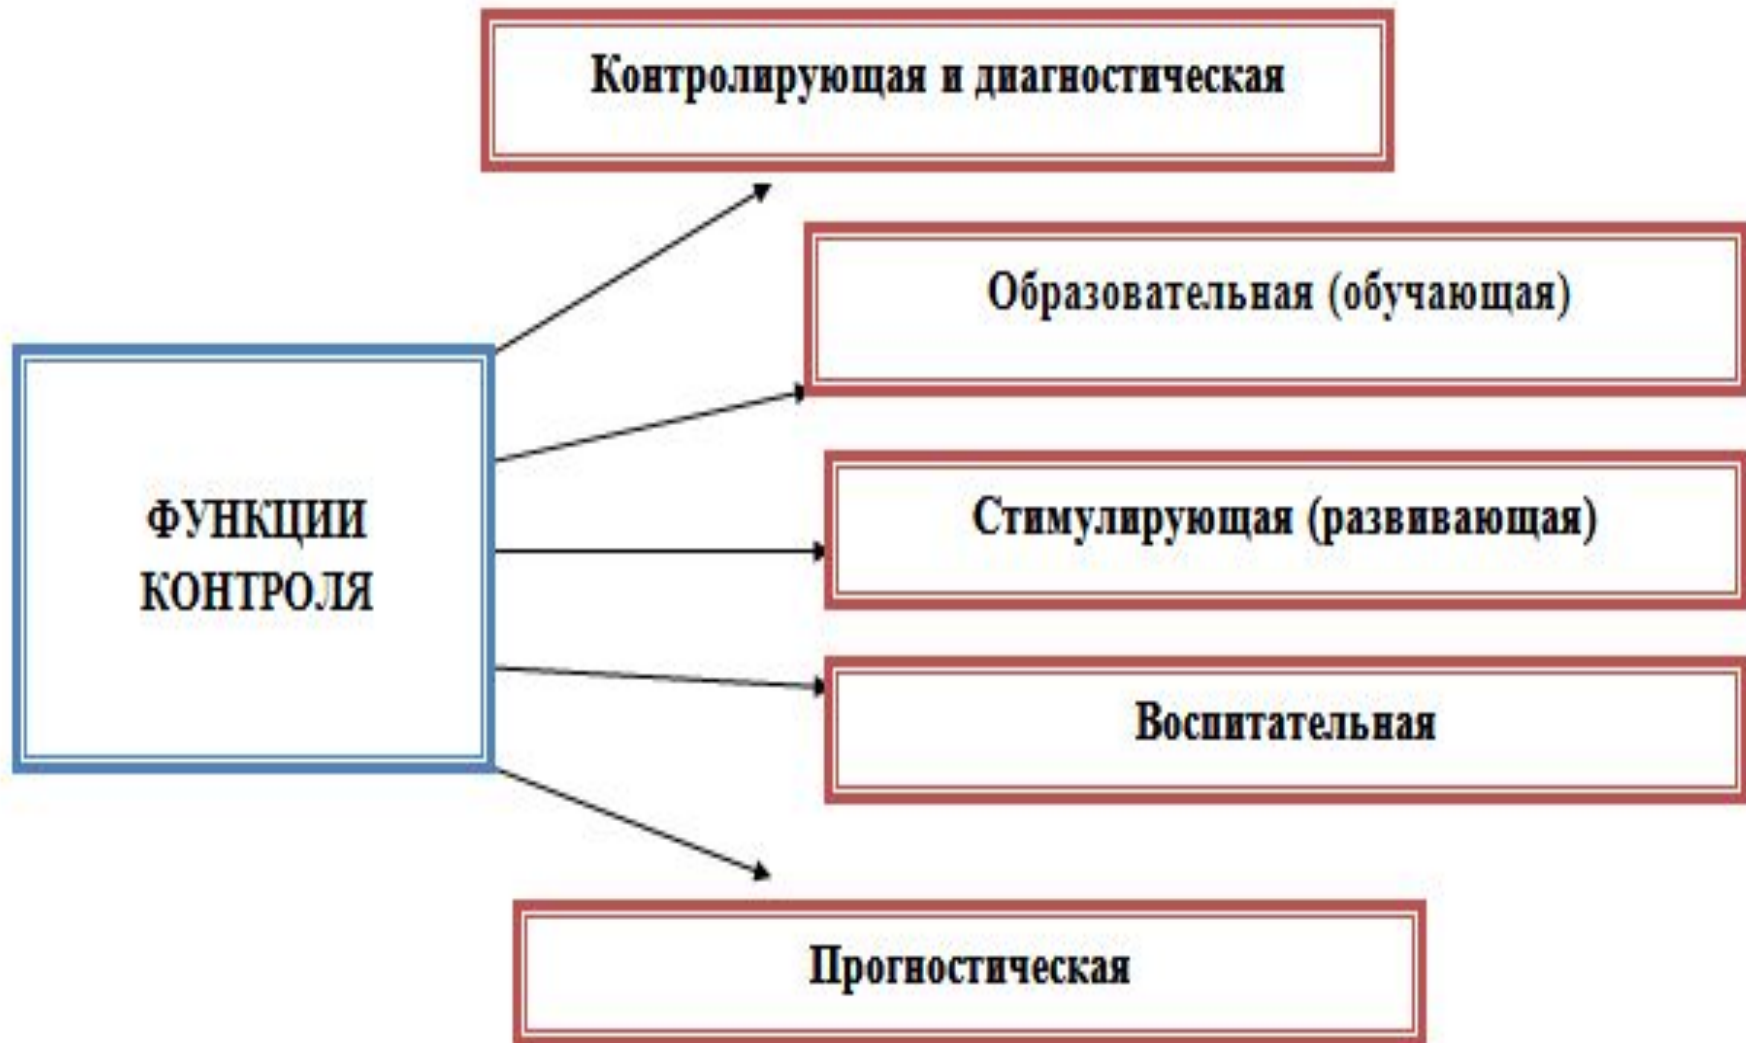 Контролирующая и диагностическая
Образовательная (обучающая)
ФУНКЦИИ
КОНТРОЛЯ
Стимулирующая (развивающая)
Воспитательная
Прогностическая